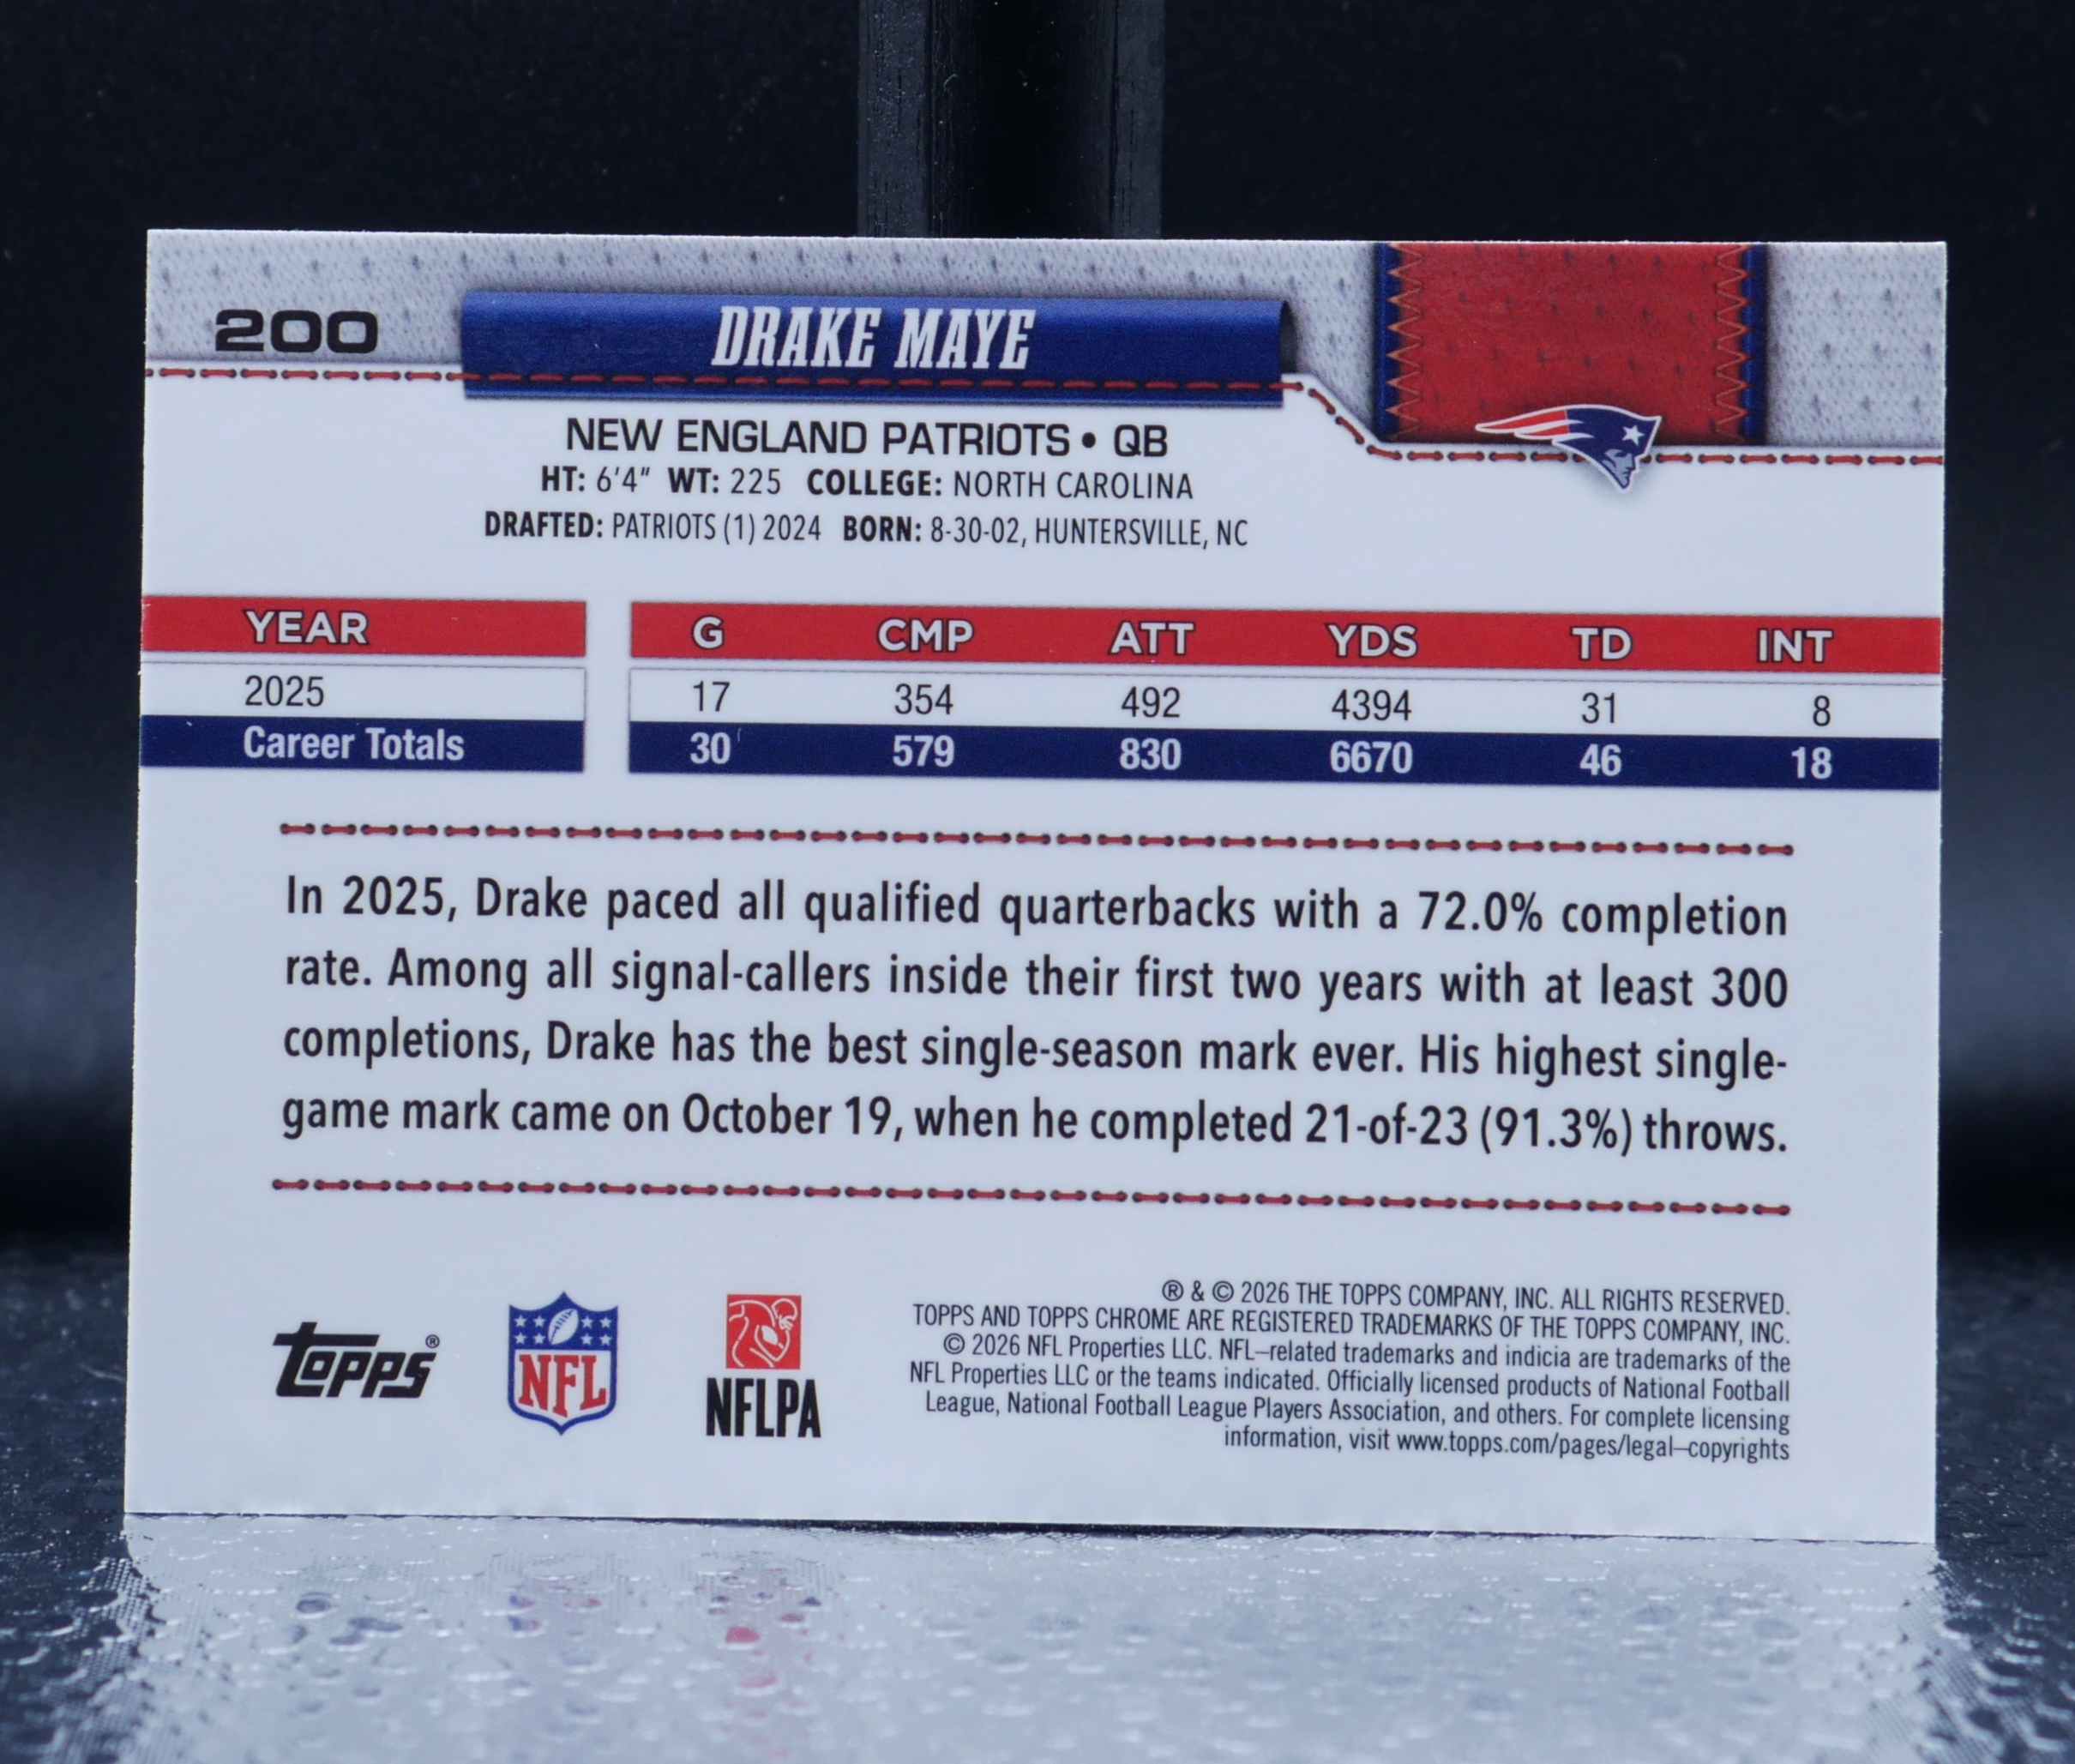 200
DRAKE MAYE
NEW ENGLAND PATRIOTS • QB
HT: 6'4" WT: 225 COLLEGE: NORTH CAROLINA
DRAFTED: PATRIOTS (1) 2024 BORN: 8-30-02, HUNTERSVILLE, NC
YEAR G CMP ATT YDS TD INT
2025 17 354 492 4394 31 8
Career Totals 30 579 830 6670 46 18
In 2025, Drake paced all qualified quarterbacks with a 72.0% completion
rate. Among all signal-callers inside their first two years with at least 300
completions, Drake has the best single-season mark ever. His highest single-
game mark came on October 19, when he completed 21-of-23 (91.3%) throws.
Topps®
NFL
NFLPA
® & © 2026 THE TOPPS COMPANY, INC. ALL RIGHTS RESERVED.
TOPPS AND TOPPS CHROME ARE REGISTERED TRADEMARKS OF THE TOPPS COMPANY, INC.
© 2026 NFL Properties LLC. NFL–related trademarks and indicia are trademarks of the
NFL Properties LLC or the teams indicated. Officially licensed products of National Football
League, National Football League Players Association, and others. For complete licensing
information, visit www.topps.com/pages/legal–copyrights